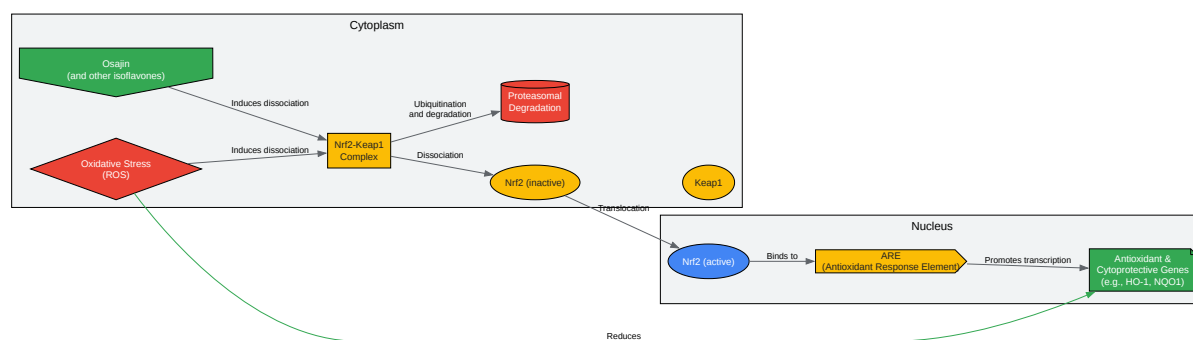 Cytoplasm
Osajin
(and other isoflavones)
Induces dissociation
Ubiquitination
and degradation
Proteasomal
Degradation
Oxidative Stress
(ROS)
Induces dissociation
Nrf2-Keap1
Complex
Dissociation
Nrf2 (inactive)
Keap1
Translocation
Nucleus
Nrf2 (active)
Binds to
ARE
(Antioxidant Response Element)
Promotes transcription
Antioxidant &
Cytoprotective Genes
(e.g., HO-1, NQO1)
Reduces